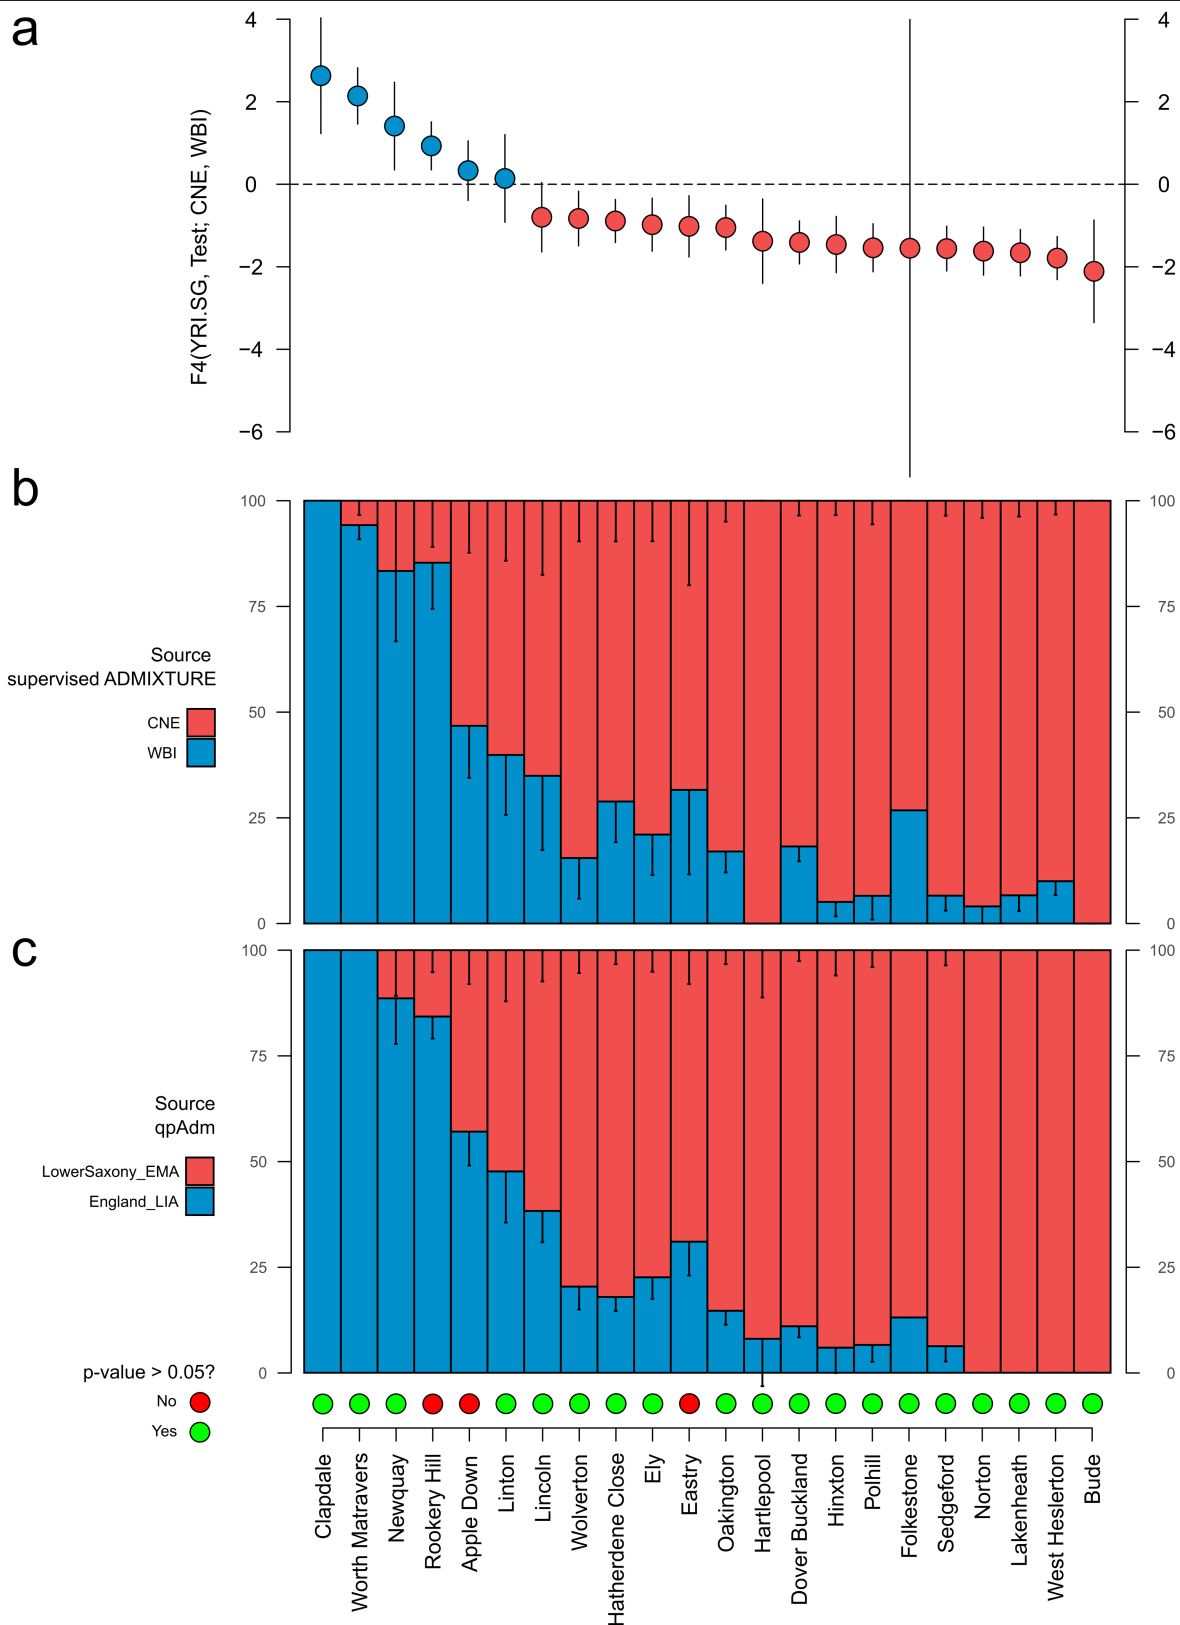 a
F4(YRI.SG, Test; CNE, WBI)
4
2
0
−2
−4
−6
4
2
0
−2
−4
−6
b
100
75
50
25
0
100
75
50
25
0
Source
supervised ADMIXTURE
CNE
WBI
c
100
75
50
25
0
100
75
50
25
0
Source
qpAdm
LowerSaxony_EMA
England_LIA
p-value > 0.05?
No
Yes
Clapdale
Worth Matravers
Newquay
Rookery Hill
Apple Down
Linton
Lincoln
Wolverton
Hatherdene Close
Ely
Eastry
Oakington
Hartlepool
Dover Buckland
Hinxton
Polhill
Folkestone
Sedgeford
Norton
Lakenheath
West Heslerton
Bude